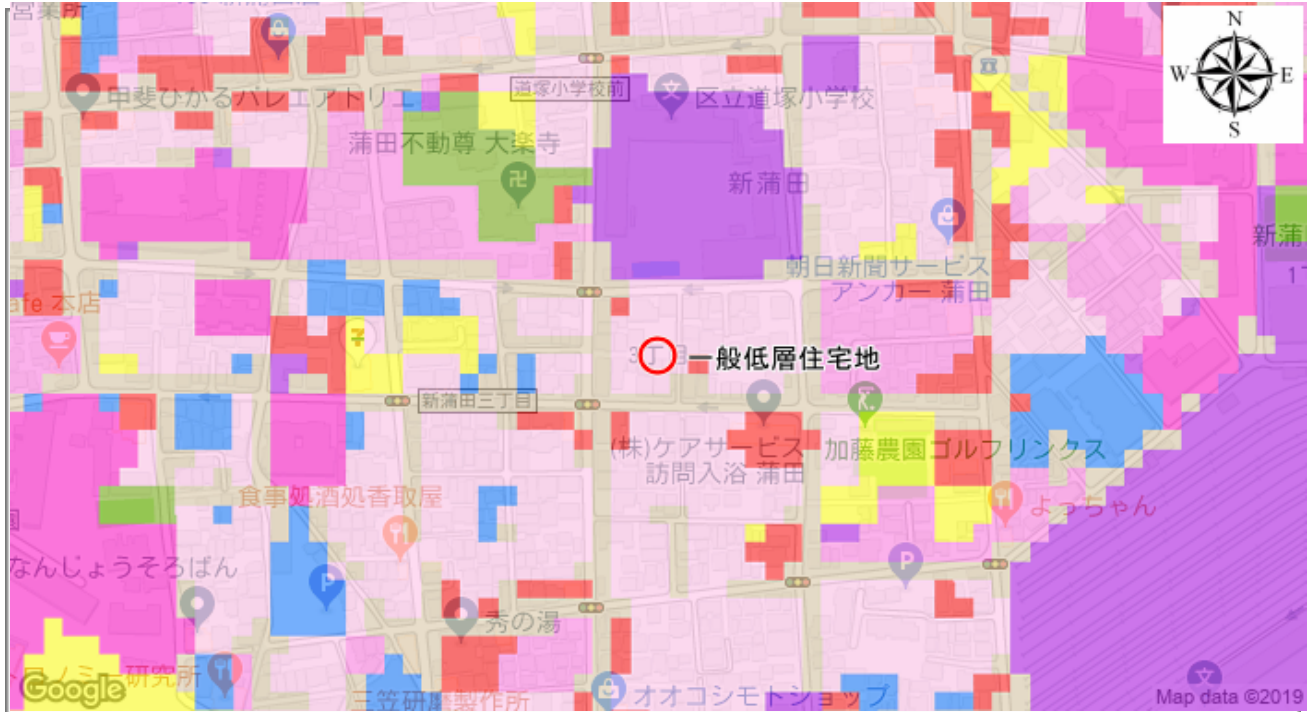 営業所
N
W
E
S
道塚小学校前
区立道塚小学校
甲斐ひかるバレエアトリエ
蒲田不動尊 大楽寺
新蒲田
新蒲
1
朝日新聞サービス
アンカー 蒲田
afe 本店
3丁目
一般低層住宅地
新蒲田三丁目
(株)ケアサービス
訪問入浴 蒲田
加藤農園ゴルフリンクス
食事処酒処香取屋
よっちゃん
なんじょうそろばん
P
P
秀の湯
ノミー研究所
三笠研磨製作所
オオコシモトショップ
Google
Map data ©2019